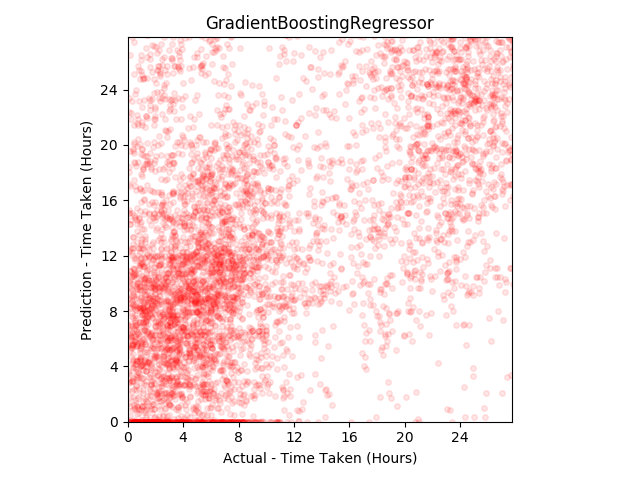 GradientBoostingRegressor
Prediction - Time Taken (Hours)
24
20
16
12
8
4
0
0 4 8 12 16 20 24
Actual - Time Taken (Hours)